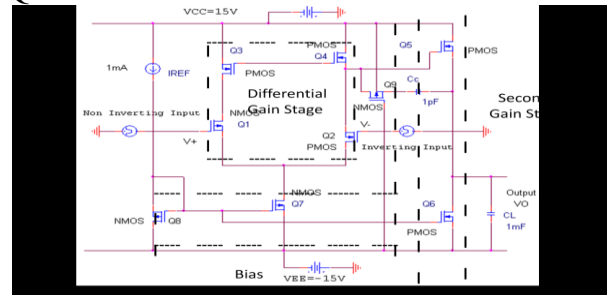 VCC=15V
Q3
PMOS
Q4
Q5
PMOS
1mA
IREF
PMOS
Differential
Gain Stage
Q9
Cc
1pF
NMOS
Secon
Gain St
Non Inverting Input
NMOS
Q1
V+
V-
Q2
PMOS
Inverting Input
NMOS
Q7
Q6
Output
VO
NMOS
Q8
PMOS
CL
1mF
Bias
VEE=-15V